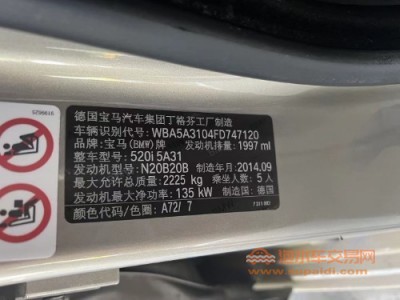 德国宝马汽车集团丁格芬工厂制造
车辆识别代号: WBA5A3104FD747120
品牌: 宝马(BMW)牌 发动机排量: 1997 ml
整车型号: 520i 5A31
发动机型号: N20B20B 制造年月: 2014.09
最大允许总质量: 2225 kg 乘坐人数: 5 人
发动机最大净功率: 135 kW 制造国: 德国
颜色代码/色圈: A72/ 7